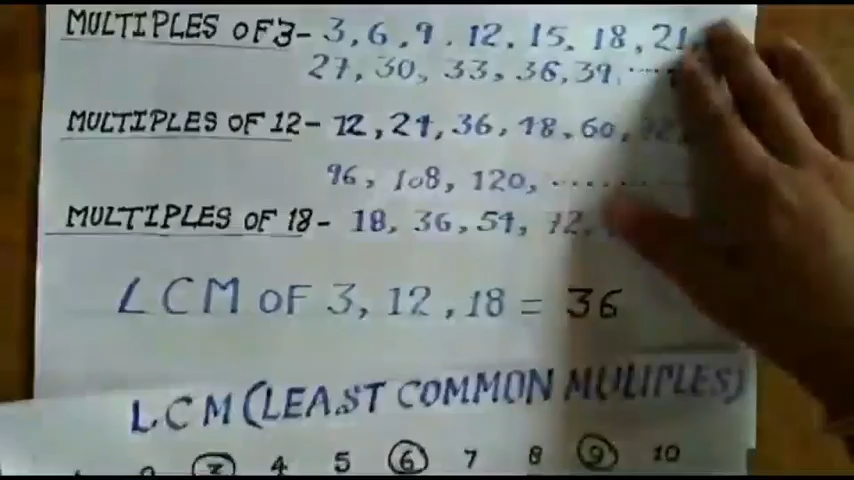 MULTIPLES OF 3- 3, 6, 9, 12, 15, 18, 21,
27, 30, 33, 36, 39, .....
MULTIPLES OF 12- 12, 24, 36, 48, 60, 72,
96, 108, 120, ........
MULTIPLES OF 18- 18, 36, 54, 72,
LCM OF 3, 12, 18 = 36
LCM (LEAST COMMON MULIPLES)
3 4 5 6 7 8 9 10